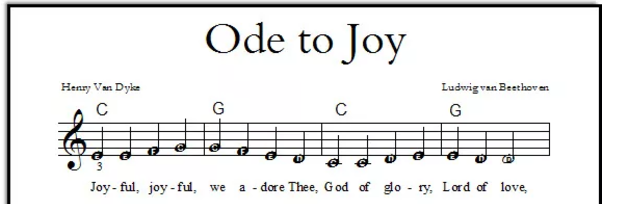 Ode to Joy
Henry Van Dyke
Ludwig van Beethoven
C G C G
E E F G G F E D C C D E E D D
3
Joy - ful, joy - ful, we a - dore Thee, God of glo - ry, Lord of love,